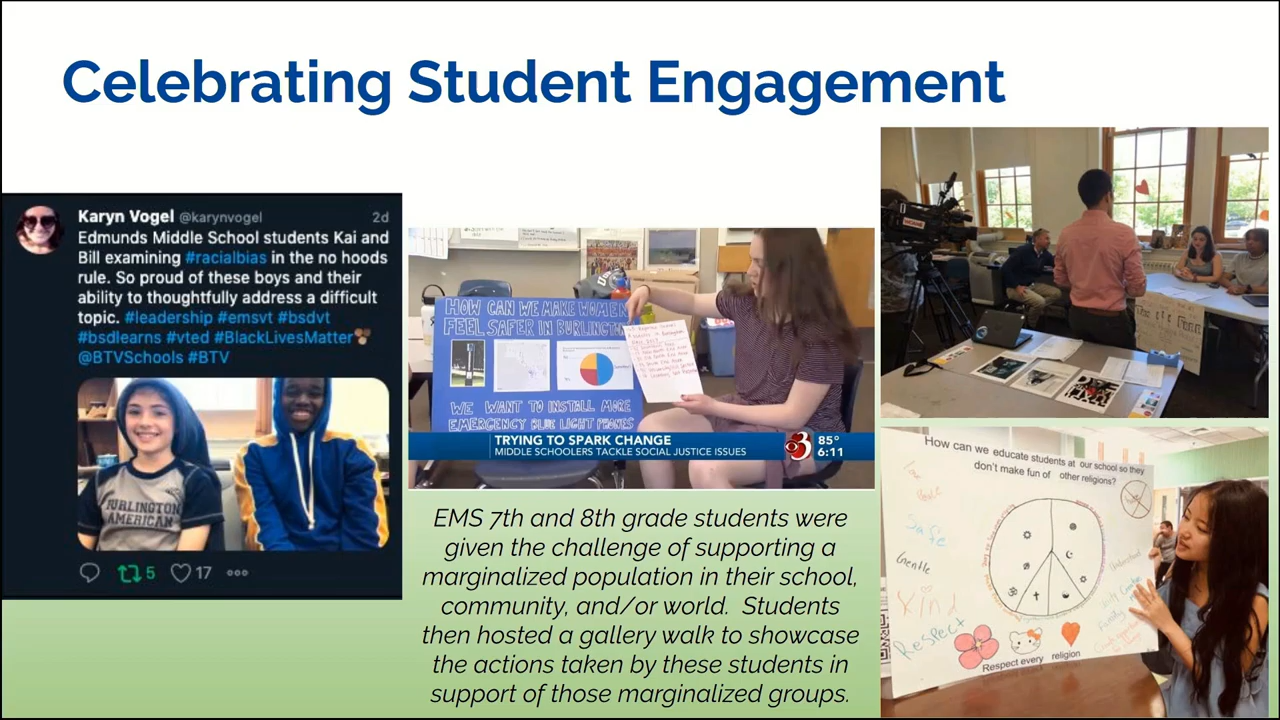 Celebrating Student Engagement
Karyn Vogel @karynvogel 2d
Edmunds Middle School students Kai and
Bill examining #racialbias in the no hoods
rule. So proud of these boys and their
ability to thoughtfully address a difficult
topic. #leadership #emsvt #bsdvt
#bsdlearns #vted #BlackLivesMatter✊🏾
@BTVSchools #BTV
BURLINGTON
AMERICAN
5 17
HOW CAN WE MAKE WOMEN
FEEL SAFER IN BURLINGTON
WE WANT TO INSTALL MORE
EMERGENCY BLUE LIGHT PHONES
TRYING TO SPARK CHANGE
MIDDLE SCHOOLERS TACKLE SOCIAL JUSTICE ISSUES
3
85°
6:11
EMS 7th and 8th grade students were
given the challenge of supporting a
marginalized population in their school,
community, and/or world. Students
then hosted a gallery walk to showcase
the actions taken by these students in
support of those marginalized groups.
How can we educate students at our school so they
don't make fun of other religions?
Safe
Gentle
Kind
Respect
Respect every religion